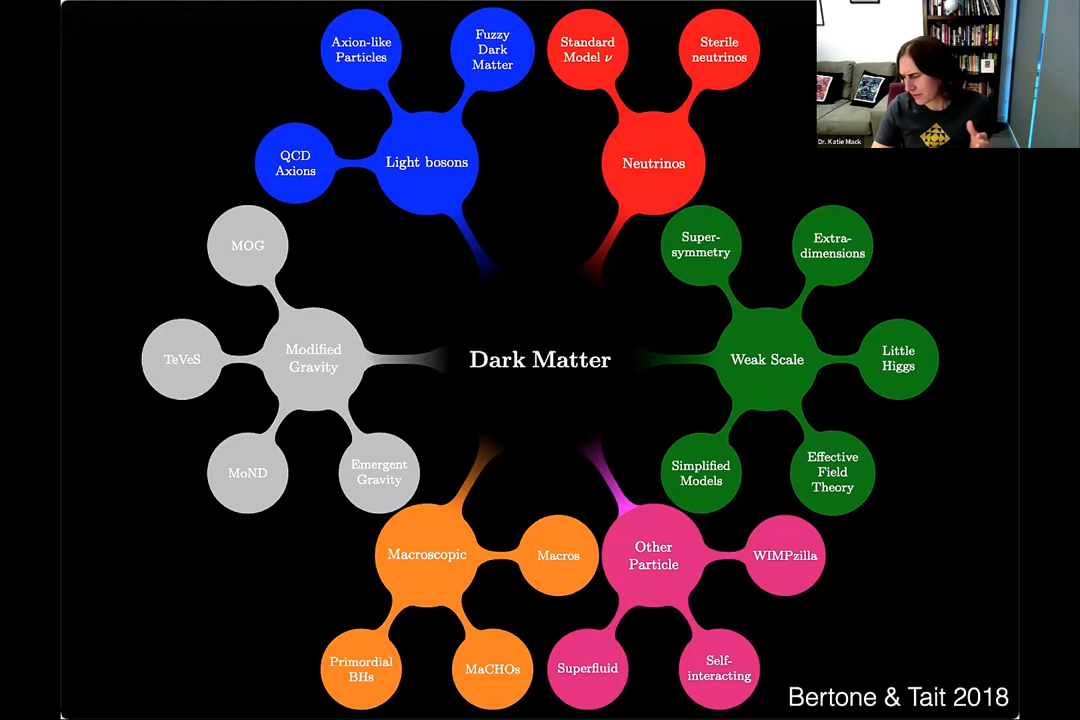 Axion-like
Particles
Fuzzy
Dark
Matter
Standard
Model ν
Sterile
neutrinos
Dr. Katie Mack
QCD
Axions
Light bosons
Neutrinos
MOG
Super-
symmetry
Extra-
dimensions
TeVeS
Modified
Gravity
Dark Matter
Weak Scale
Little
Higgs
MoND
Emergent
Gravity
Simplified
Models
Effective
Field
Theory
Macroscopic
Macros
Other
Particle
WIMPzilla
Primordial
BHs
MaCHOs
Superfluid
Self-
interacting
Bertone & Tait 2018